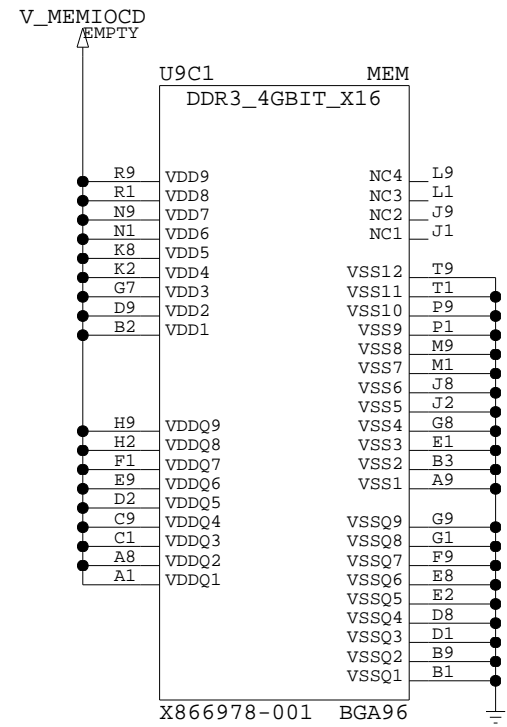 V_MEMIOCD
EMPTY
U9C1 MEM
DDR3_4GBIT_X16
R9 VDD9
R1 VDD8
N9 VDD7
N1 VDD6
K8 VDD5
K2 VDD4
G7 VDD3
D9 VDD2
B2 VDD1
H9 VDDQ9
H2 VDDQ8
F1 VDDQ7
E9 VDDQ6
D2 VDDQ5
C9 VDDQ4
C1 VDDQ3
A8 VDDQ2
A1 VDDQ1
NC4 L9
NC3 L1
NC2 J9
NC1 J1
VSS12 T9
VSS11 T1
VSS10 P9
VSS9 P1
VSS8 M9
VSS7 M1
VSS6 J8
VSS5 J2
VSS4 G8
VSS3 E1
VSS2 B3
VSS1 A9
VSSQ9 G9
VSSQ8 G1
VSSQ7 F9
VSSQ6 E8
VSSQ5 E2
VSSQ4 D8
VSSQ3 D1
VSSQ2 B9
VSSQ1 B1
X866978-001 BGA96